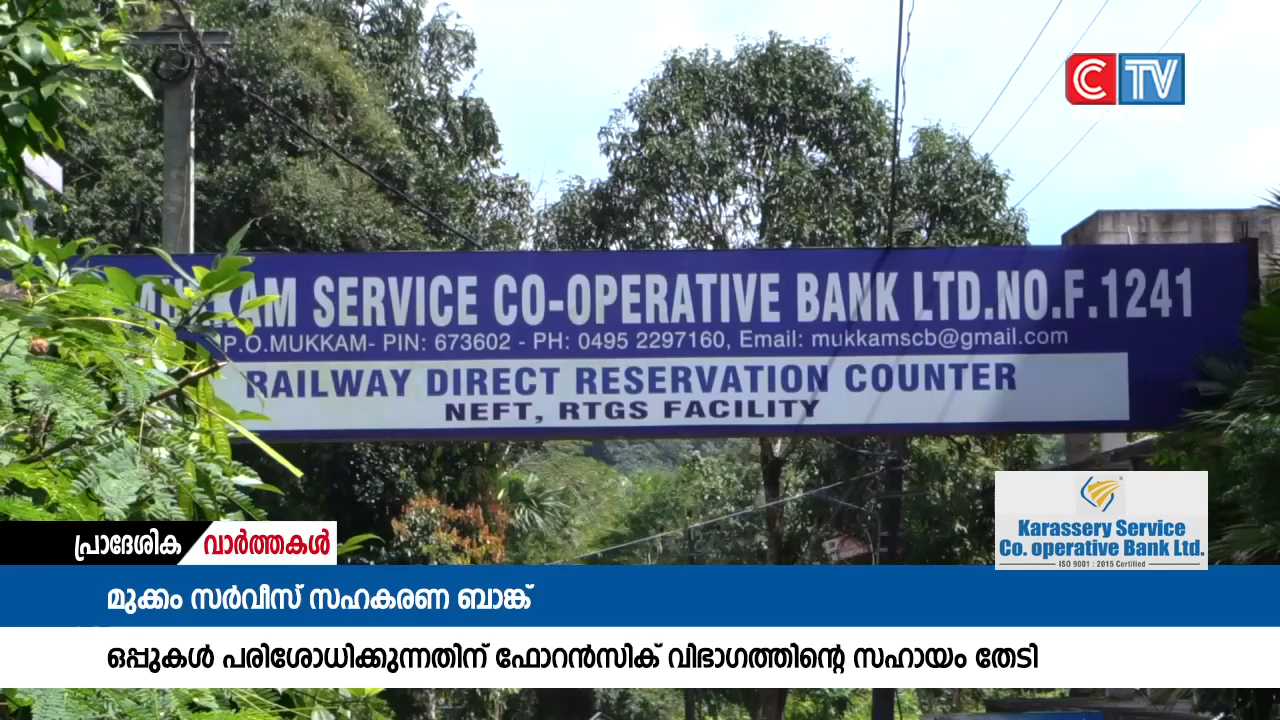 C TV
MUKKAM SERVICE CO-OPERATIVE BANK LTD.NO.F.1241
P.O.MUKKAM- PIN: 673602 - PH: 0495 2297160, Email: mukkamscb@gmail.com
RAILWAY DIRECT RESERVATION COUNTER
NEFT, RTGS FACILITY
Karassery Service
Co. operative Bank Ltd.
ISO 9001 : 2015 Certified
പ്രാദേശിക വാർത്തകൾ
മുക്കം സർവീസ് സഹകരണ ബാങ്ക്
ഒപ്പുകൾ പരിശോധിക്കുന്നതിന് ഫോറൻസിക് വിഭാഗത്തിന്റെ സഹായം തേടി